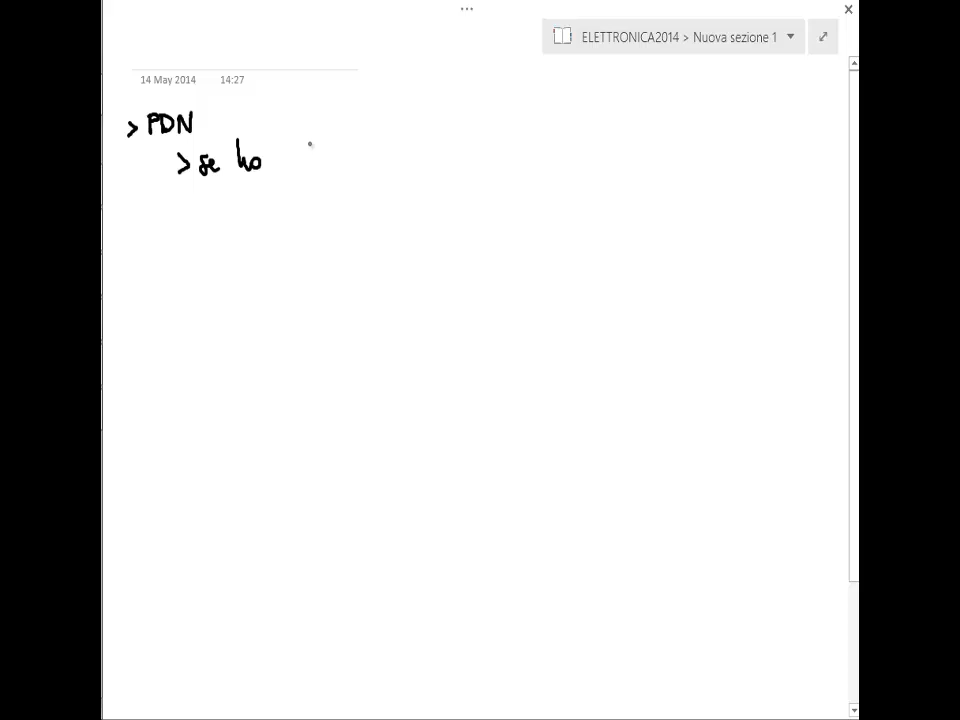 ELETTRONICA2014 > Nuova sezione 1
14 May 2014 14:27
> PDN
> se ho